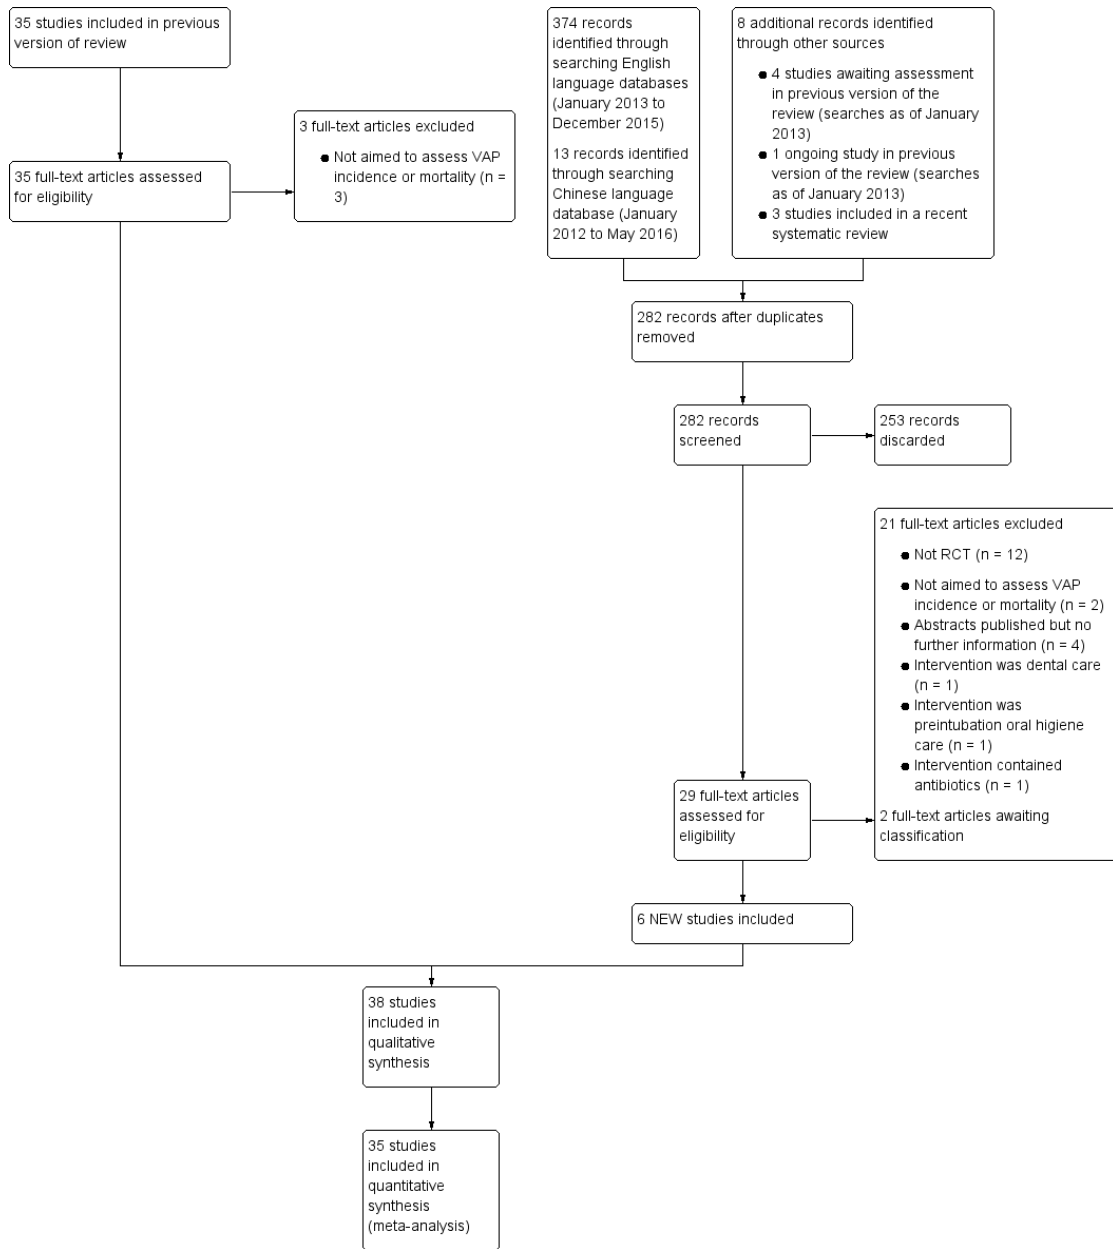 35 studies included in previous
version of review
374 records
identified through
searching English
language databases
(January 2013 to
December 2015)
13 records identified
through searching
Chinese language
database (January
2012 to May 2016)
8 additional records identified
through other sources
● 4 studies awaiting assessment
in previous version of the
review (searches as of January
2013)
● 1 ongoing study in previous
version of the review (searches
as of January 2013)
● 3 studies included in a recent
systematic review
3 full-text articles excluded
● Not aimed to assess VAP
incidence or mortality (n =
3)
35 full-text articles assessed
for eligibility
282 records after duplicates
removed
282 records
screened
253 records
discarded
21 full-text articles excluded
● Not RCT (n = 12)
● Not aimed to assess VAP
incidence or mortality (n = 2)
● Abstracts published but no
further information (n = 4)
● Intervention was dental care
(n = 1)
● Intervention was
preintubation oral higiene
care (n = 1)
● Intervention contained
antibiotics (n = 1)
2 full-text articles awaiting
classification
29 full-text articles
assessed for
eligibility
6 NEW studies included
38 studies
included in
qualitative
synthesis
35 studies
included in
quantitative
synthesis
(meta-analysis)